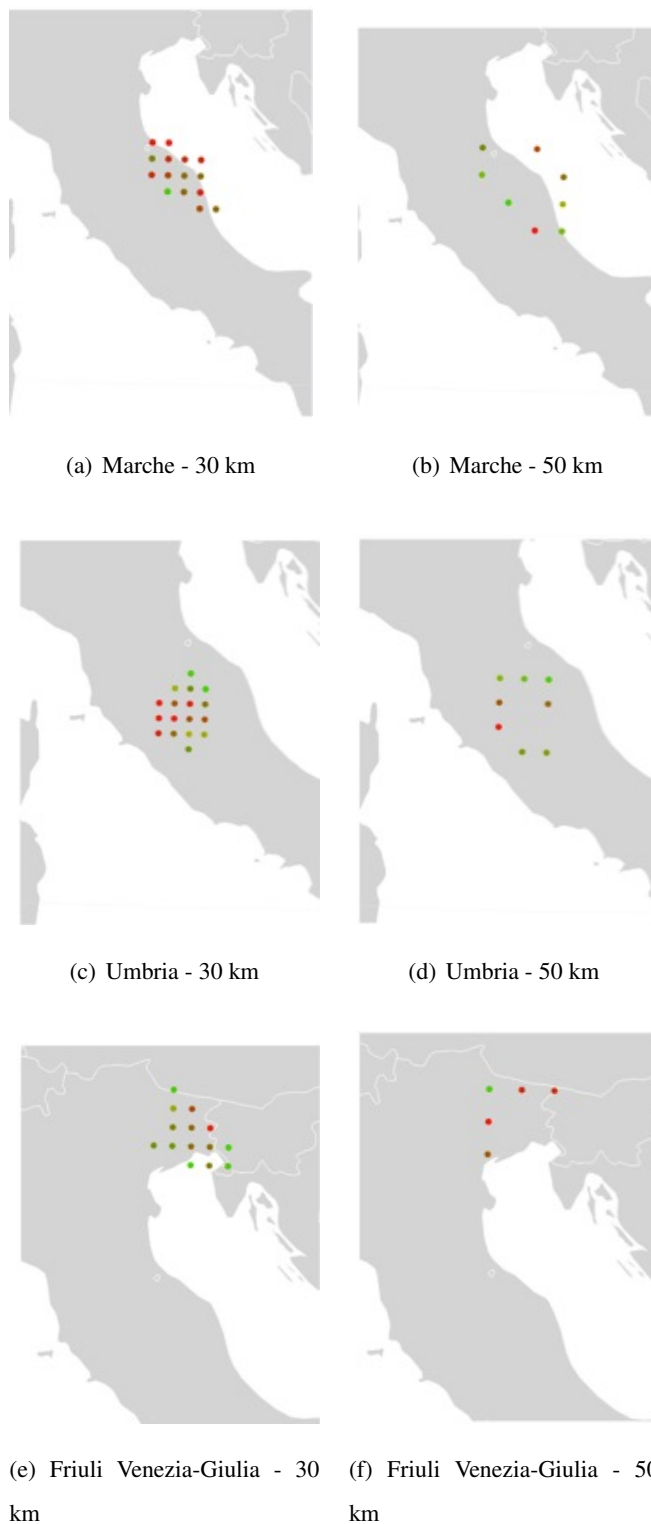 (a) Marche - 30 km
(b) Marche - 50 km
(c) Umbria - 30 km
(d) Umbria - 50 km
(e) Friuli Venezia-Giulia - 30
km
(f) Friuli Venezia-Giulia - 50
km